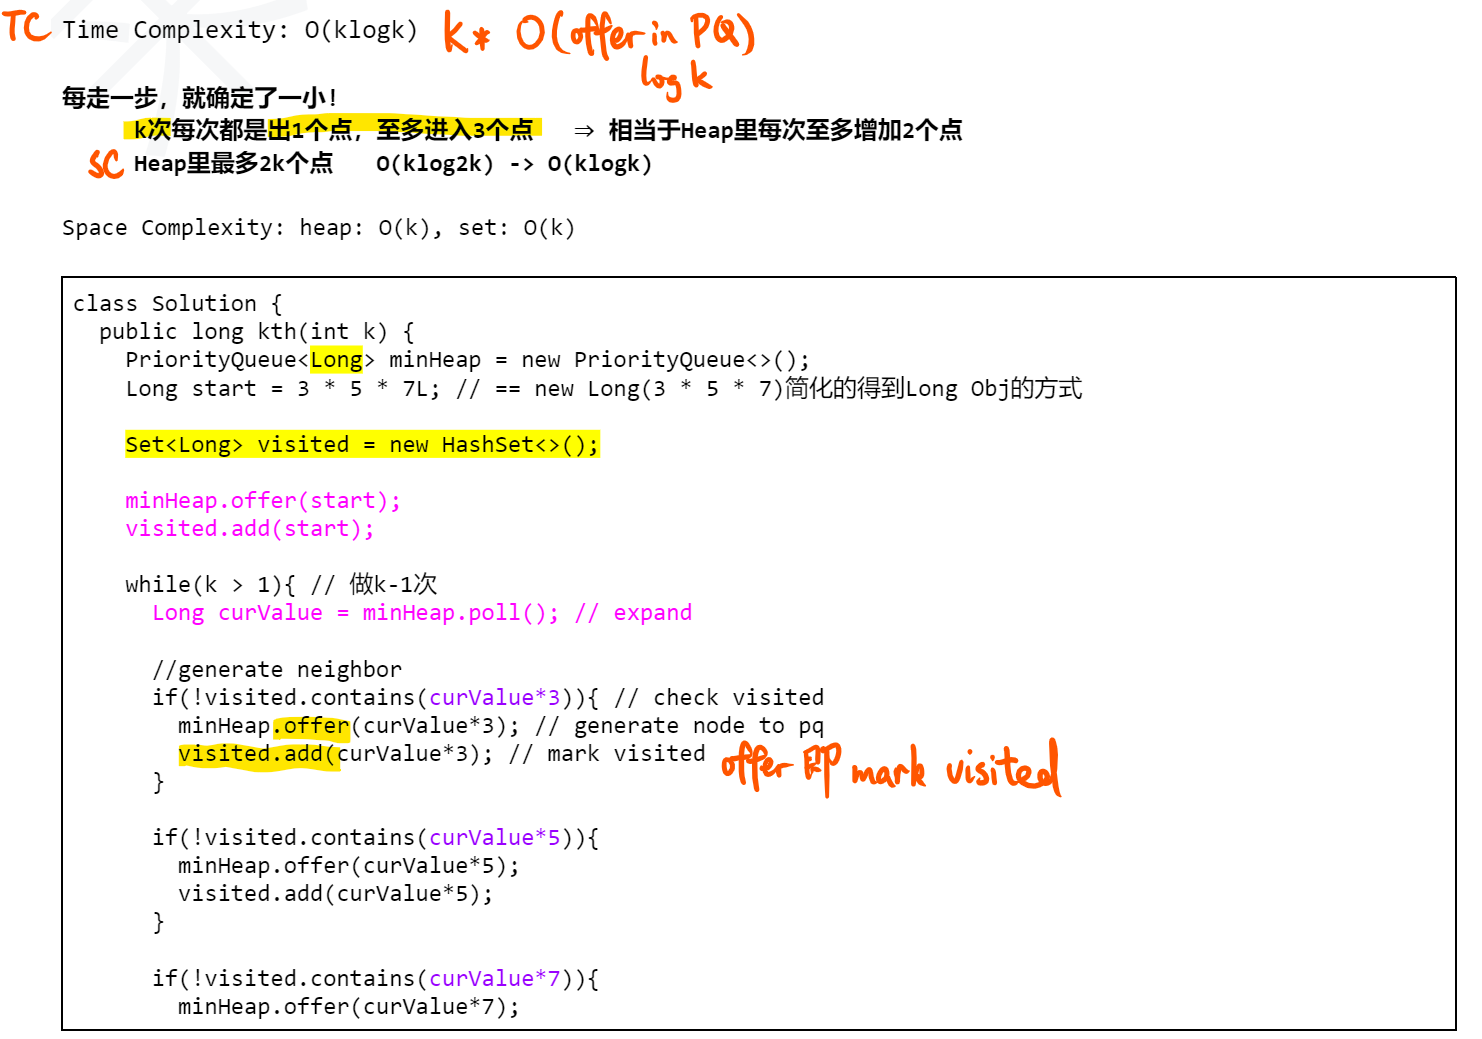 TC Time Complexity: O(klogk) k* O(offer in PQ)
log k
每走一步，就确定了一小！
k次每次都是出1个点，至多进入3个点 ⇒ 相当于Heap里每次至多增加2个点
SC Heap里最多2k个点 O(klog2k) -> O(klogk)
Space Complexity: heap: O(k), set: O(k)
class Solution {
public long kth(int k) {
PriorityQueue<Long> minHeap = new PriorityQueue<>();
Long start = 3 * 5 * 7L; // == new Long(3 * 5 * 7)简化的得到Long Obj的方式
Set<Long> visited = new HashSet<>();
minHeap.offer(start);
visited.add(start);
while(k > 1){ // 做k-1次
Long curValue = minHeap.poll(); // expand
//generate neighbor
if(!visited.contains(curValue*3)){ // check visited
minHeap.offer(curValue*3); // generate node to pq
visited.add(curValue*3); // mark visited offer 即 mark visited
}
if(!visited.contains(curValue*5)){
minHeap.offer(curValue*5);
visited.add(curValue*5);
}
if(!visited.contains(curValue*7)){
minHeap.offer(curValue*7);